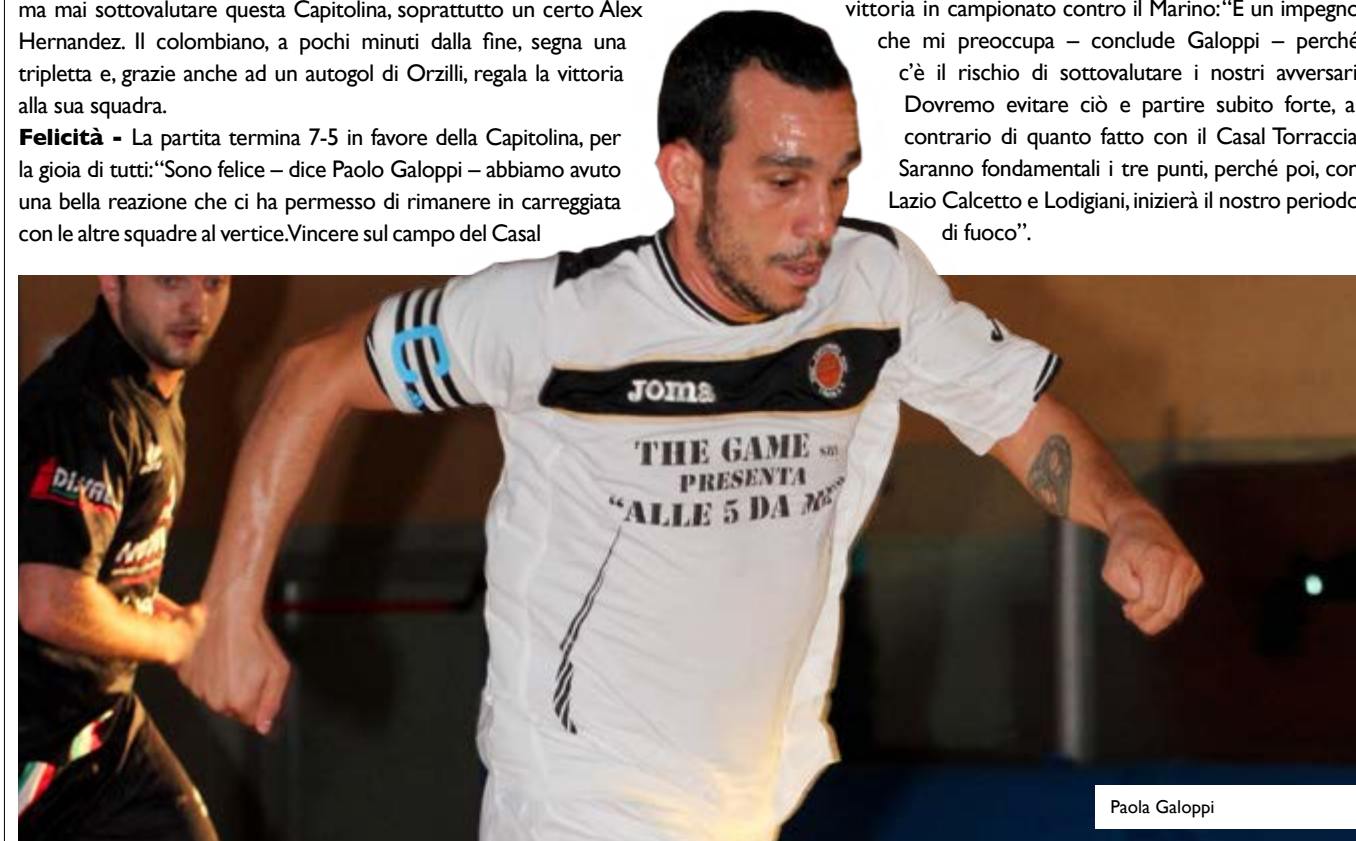 ma mai sottovalutare questa Capitolina, soprattutto un certo Alex
Hernandez. Il colombiano, a pochi minuti dalla fine, segna una
tripletta e, grazie anche ad un autogol di Orzilli, regala la vittoria
alla sua squadra.
Felicità - La partita termina 7-5 in favore della Capitolina, per
la gioia di tutti: “Sono felice – dice Paolo Galoppi – abbiamo avuto
una bella reazione che ci ha permesso di rimanere in carreggiata
con le altre squadre al vertice. Vincere sul campo del Casal
vittoria in campionato contro il Marino: “E un impegno
che mi preoccupa – conclude Galoppi – perché
c’è il rischio di sottovalutare i nostri avversari
Dovremo evitare ciò e partire subito forte, a
contrario di quanto fatto con il Casal Torraccia
Saranno fondamentali i tre punti, perché poi, con
Lazio Calcetto e Lodigiani, inizierà il nostro periodo
di fuoco”.
C
Joma
THE GAME
PRESENTA
“ALLE 5 DA ME”
Paola Galoppi